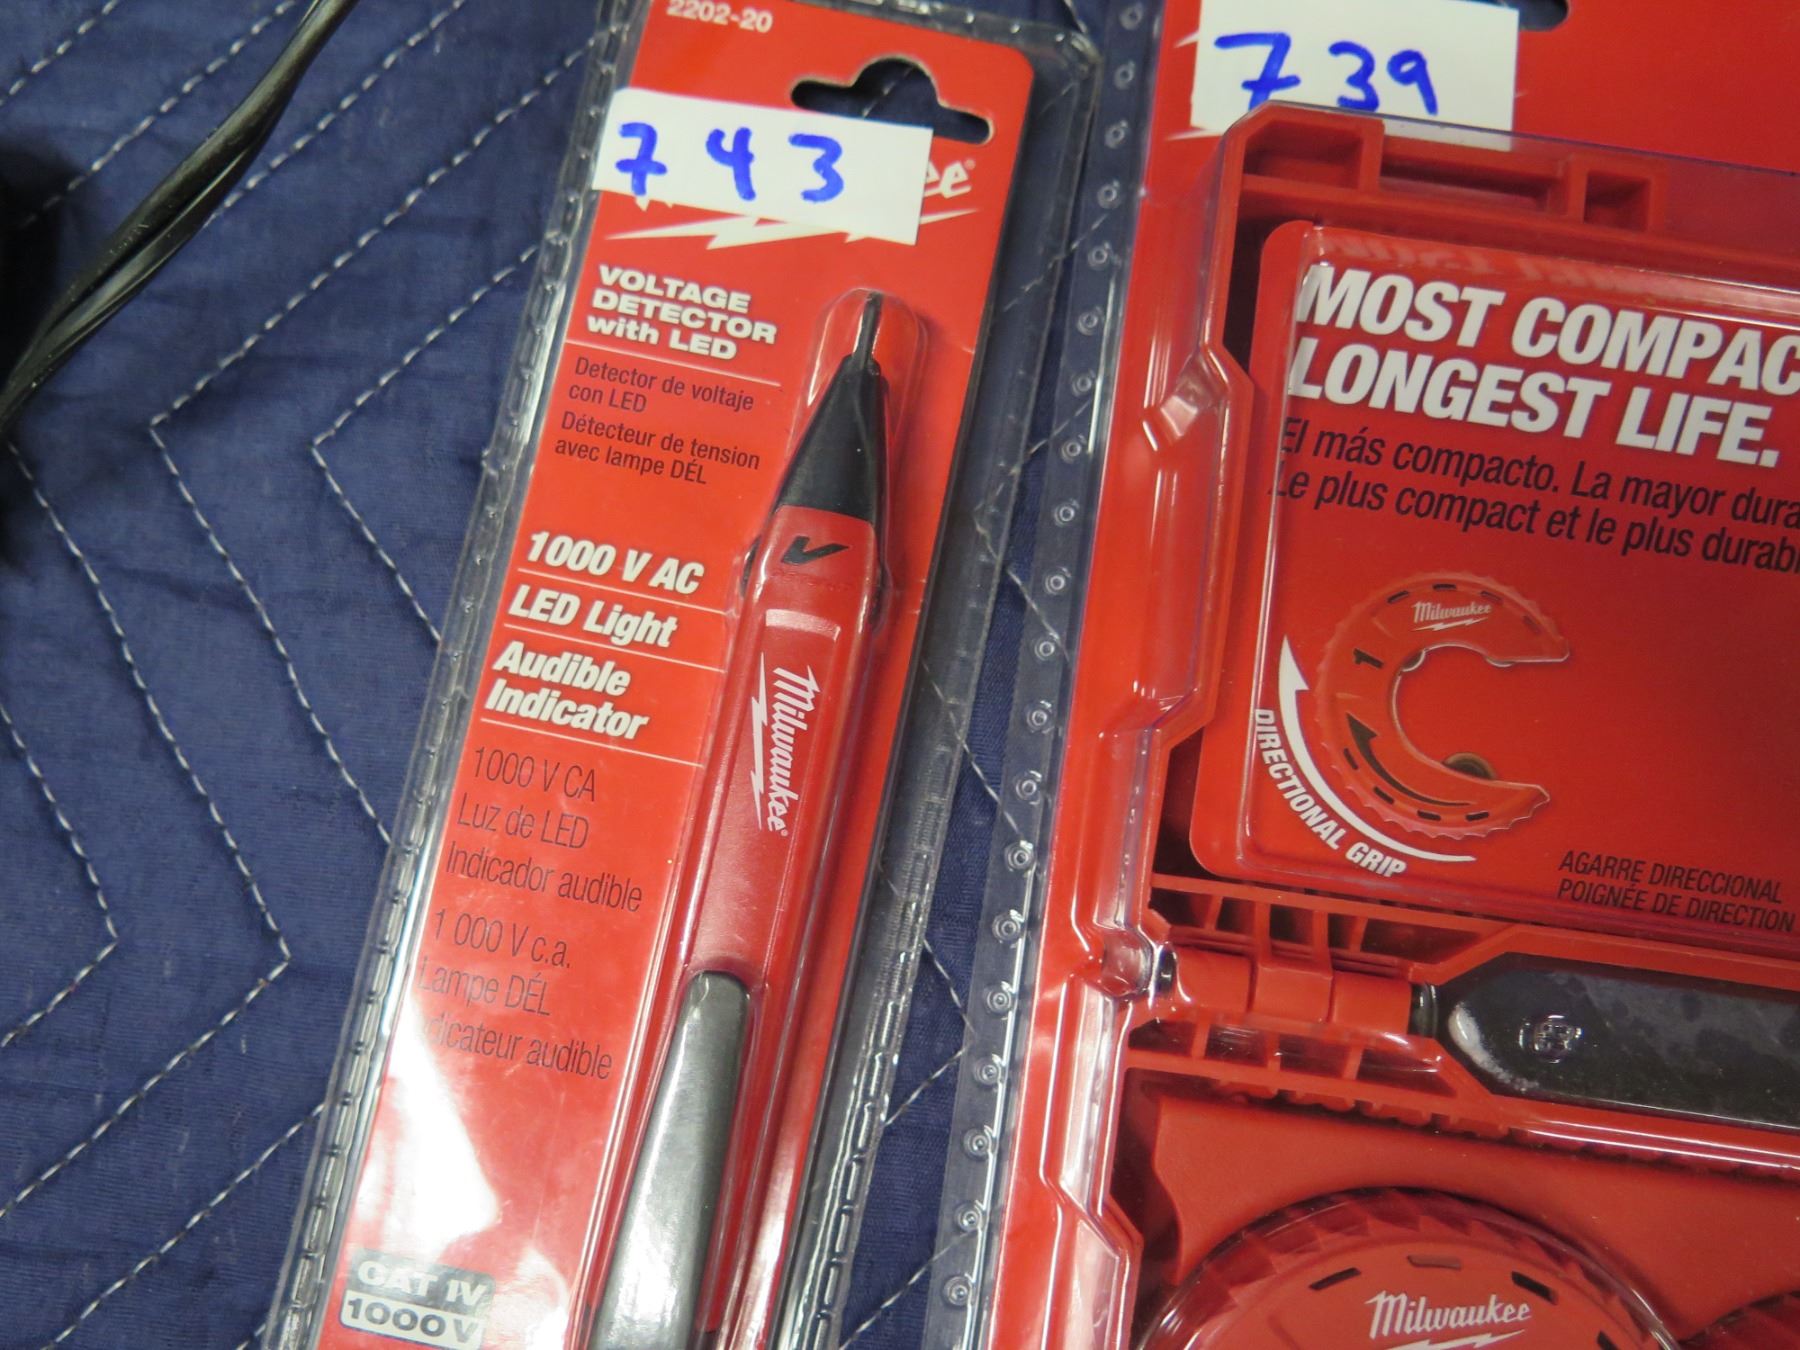 2202-20
743
VOLTAGE
DETECTOR
with LED
Detector de voltaje
con LED
Détecteur de tension
avec lampe DÉL
1000 V AC
LED Light
Audible
Indicator
1000 V CA
Luz de LED
Indicador audible
1 000 V c.a.
Lampe DÉL
audible
CAT IV
1000 V
Milwaukee
739
MOST
LONGEST LIFE.
El más compacto. La mayor
Le plus compact et le plus
Milwaukee
1
DIRECTIONAL GRIP
AGARRE DIRECCIONAL
POIGNÉE DE DIRECTION
Milwaukee